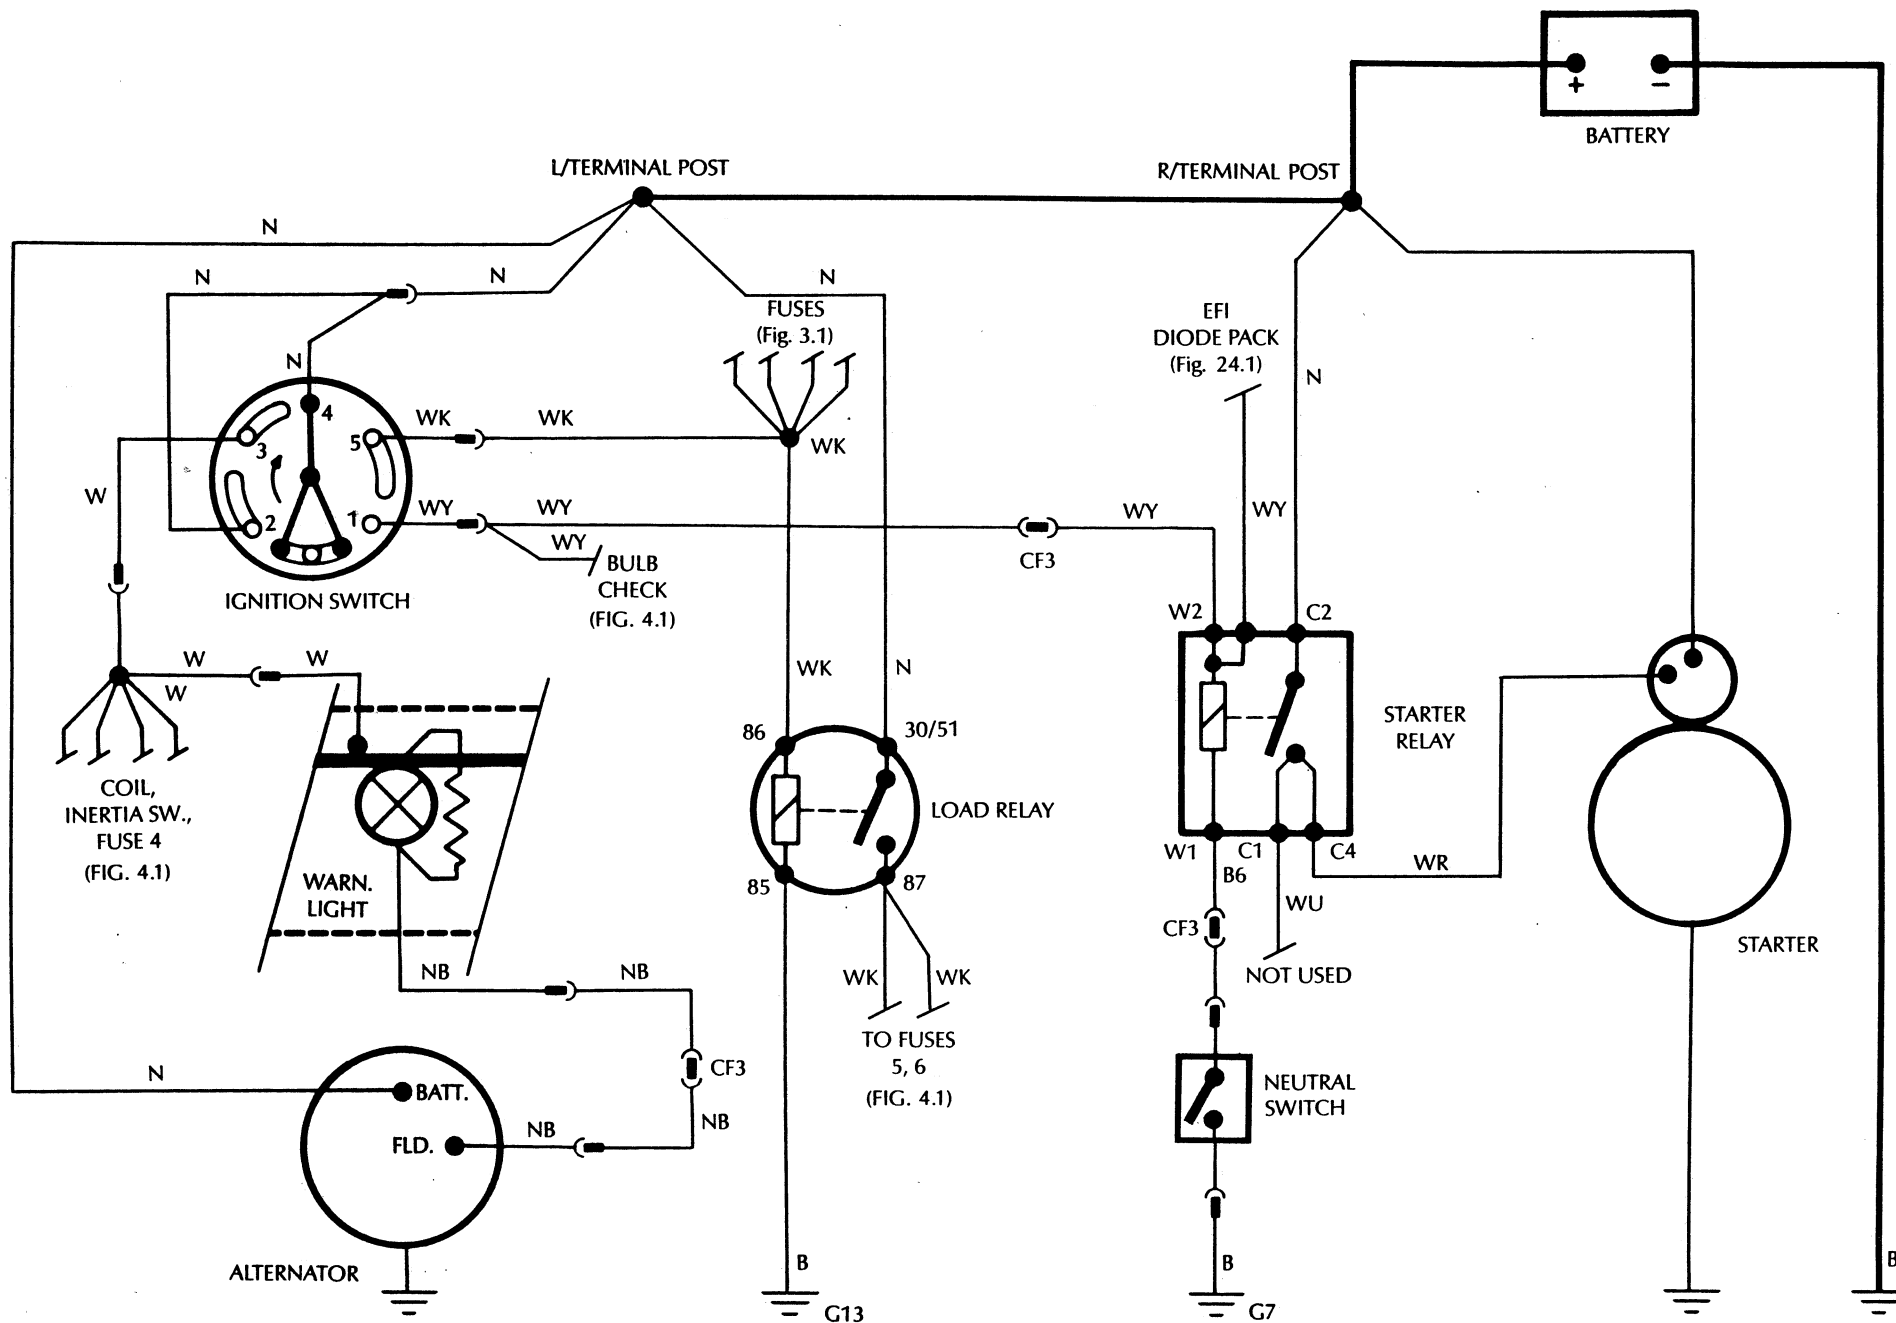 + −
BATTERY
L/TERMINAL POST
R/TERMINAL POST
N
N
N
N
FUSES
(Fig. 3.1)
EFI
DIODE PACK
(Fig. 24.1)
N
N
4
3
5
2
1
WK
WK
WK
W
WY
WY
WY
WY
WY
BULB
CHECK
(FIG. 4.1)
CF3
IGNITION SWITCH
W2
C2
W
W
W
WK
N
86
30/51
LOAD RELAY
85
87
STARTER
RELAY
COIL,
INERTIA SW.,
FUSE 4
(FIG. 4.1)
WARN.
LIGHT
W1
C1
C4
B6
WR
WU
CF3
NOT USED
STARTER
NB
NB
WK
WK
TO FUSES
5, 6
(FIG. 4.1)
CF3
N
BATT.
FLD.
NB
NB
NEUTRAL
SWITCH
ALTERNATOR
B
G13
B
G7
B